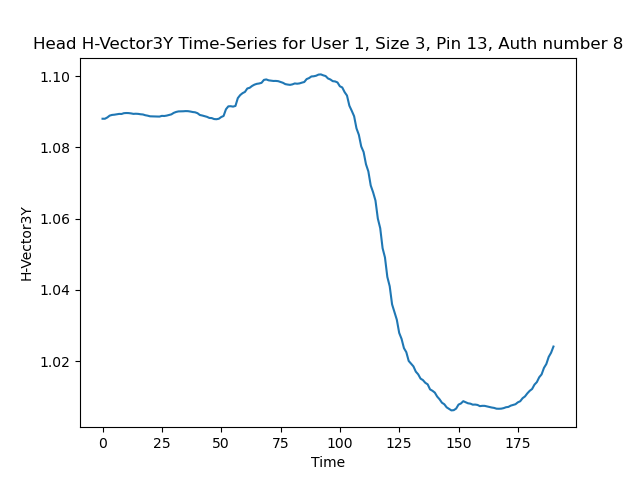 Head H-Vector3Y Time-Series for User 1, Size 3, Pin 13, Auth number 8
1.10
1.08
1.06
1.04
1.02
H-Vector3Y
0 25 50 75 100 125 150 175
Time